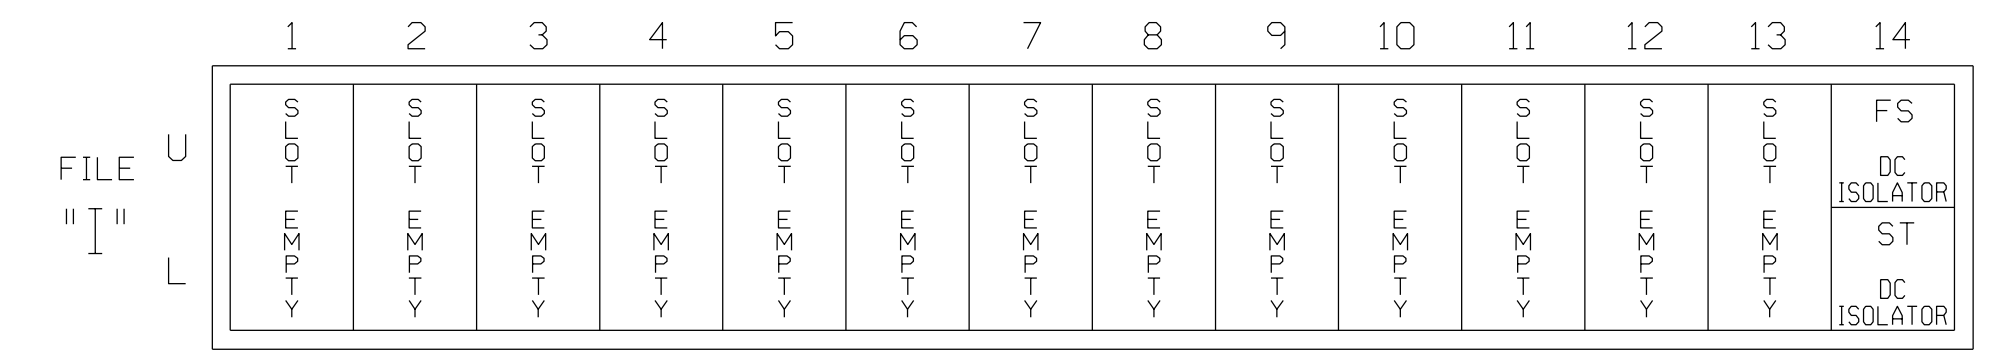 1 2 3 4 5 6 7 8 9 10 11 12 13 14
FILE
"I"
U
L
SLOT EMPTY
SLOT EMPTY
SLOT EMPTY
SLOT EMPTY
SLOT EMPTY
SLOT EMPTY
SLOT EMPTY
SLOT EMPTY
SLOT EMPTY
SLOT EMPTY
SLOT EMPTY
SLOT EMPTY
SLOT EMPTY
FS
DC
ISOLATOR
ST
DC
ISOLATOR